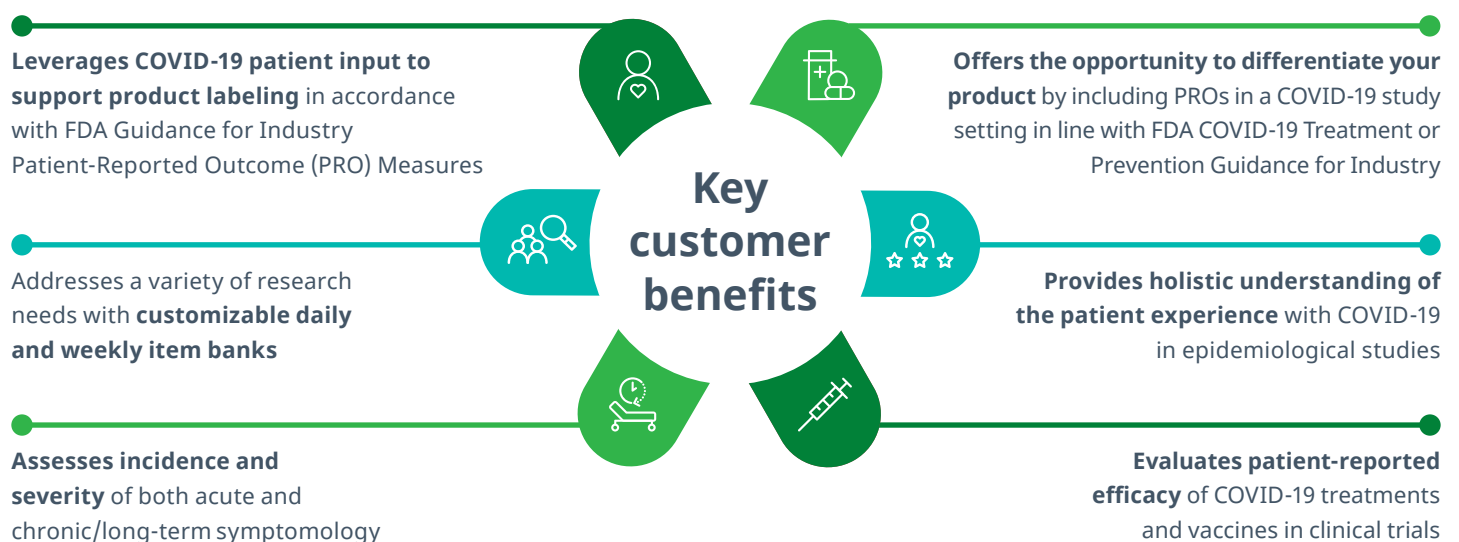 Leverages COVID-19 patient input to
support product labeling in accordance
with FDA Guidance for Industry
Patient-Reported Outcome (PRO) Measures
Addresses a variety of research
needs with customizable daily
and weekly item banks
Assesses incidence and
severity of both acute and
chronic/long-term symptomology
Key
customer
benefits
Offers the opportunity to differentiate your
product by including PROs in a COVID-19 study
setting in line with FDA COVID-19 Treatment or
Prevention Guidance for Industry
Provides holistic understanding of
the patient experience with COVID-19
in epidemiological studies
Evaluates patient-reported
efficacy of COVID-19 treatments
and vaccines in clinical trials